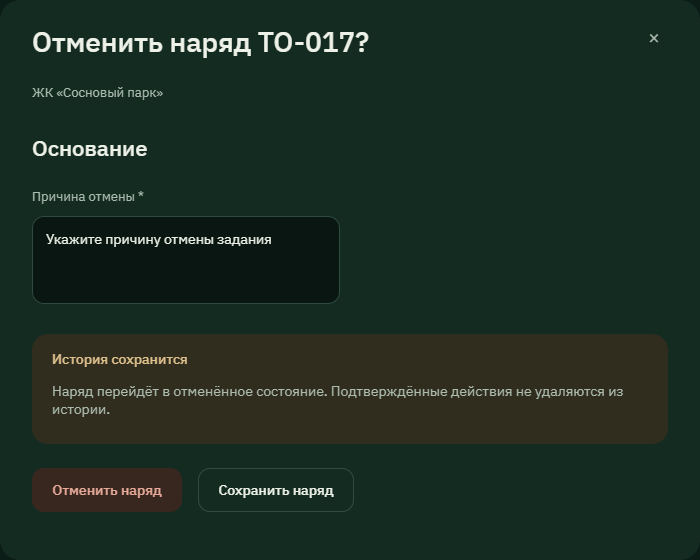 Отменить наряд ТО-017?
×
ЖК «Сосновый парк»
Основание
Причина отмены *
Укажите причину отмены задания
История сохранится
Наряд перейдёт в отменённое состояние. Подтверждённые действия не удаляются из
истории.
Отменить наряд
Сохранить наряд